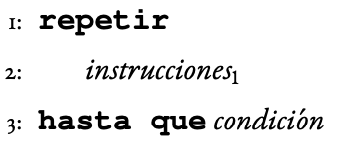 1: repetir
2: instrucciones₁
3: hasta que condición